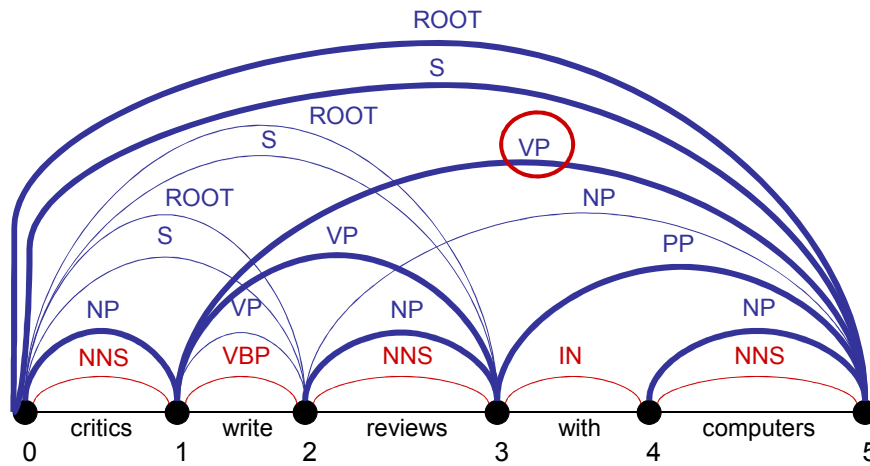 ROOT
S
ROOT
S
VP
ROOT
NP
S
VP
PP
NP
VP
NP
NP
NNS
VBP
NNS
IN
NNS
critics write reviews with computers
0 1 2 3 4 5